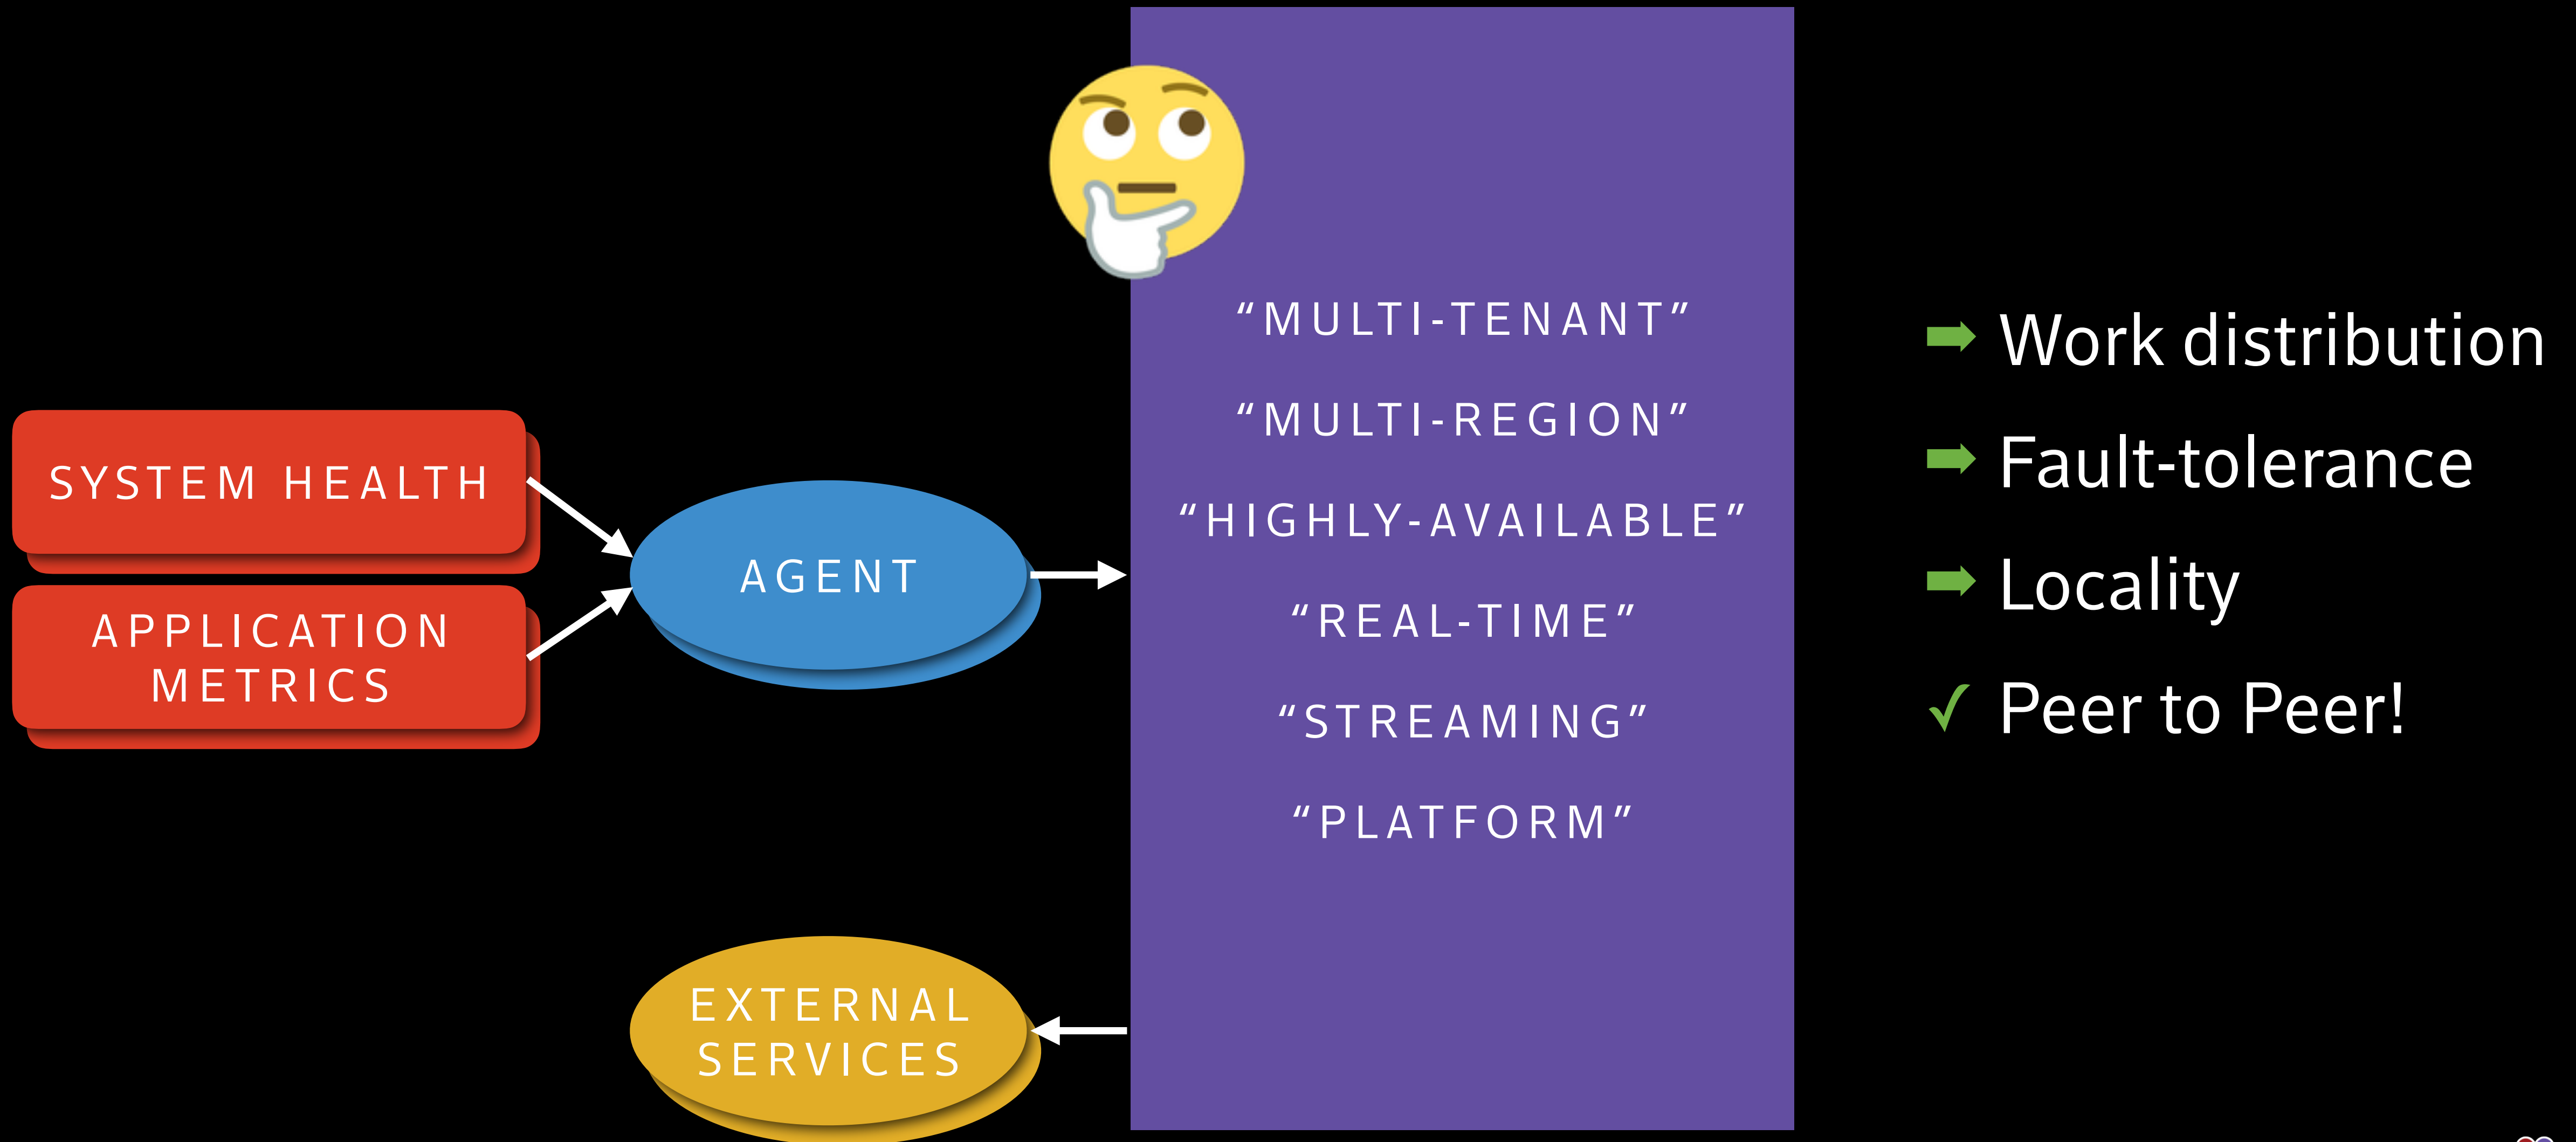 SYSTEM HEALTH
APPLICATION
METRICS
AGENT
EXTERNAL
SERVICES
“MULTI-TENANT”
“MULTI-REGION”
“HIGHLY-AVAILABLE”
“REAL-TIME”
“STREAMING”
“PLATFORM”
Work distribution
Fault-tolerance
Locality
Peer to Peer!